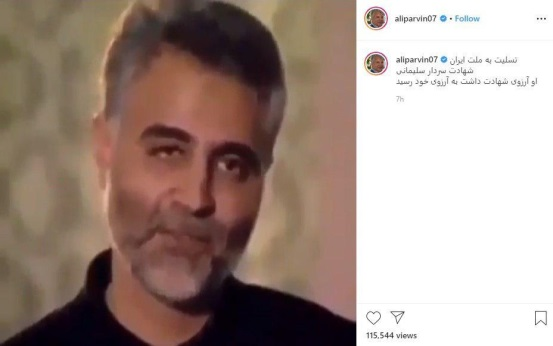 aliparvin07 • Follow
aliparvin07 تسلیت به ملت ایران
شهادت سردار سلیمانی
او آرزوی شهادت داشت به آرزوی خود رسید
7h
115,544 views